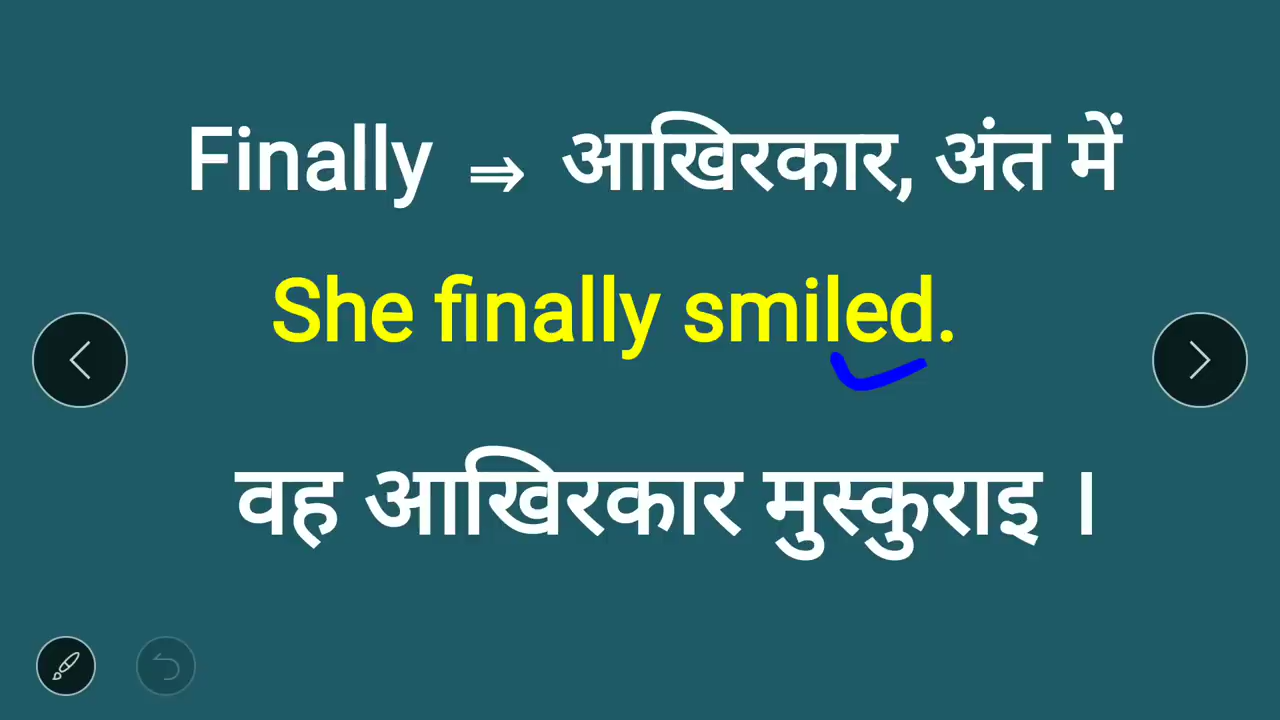 Finally ⇒ आखिरकार, अंत में
She finally smiled.
वह आखिरकार मुस्कुराइ ।